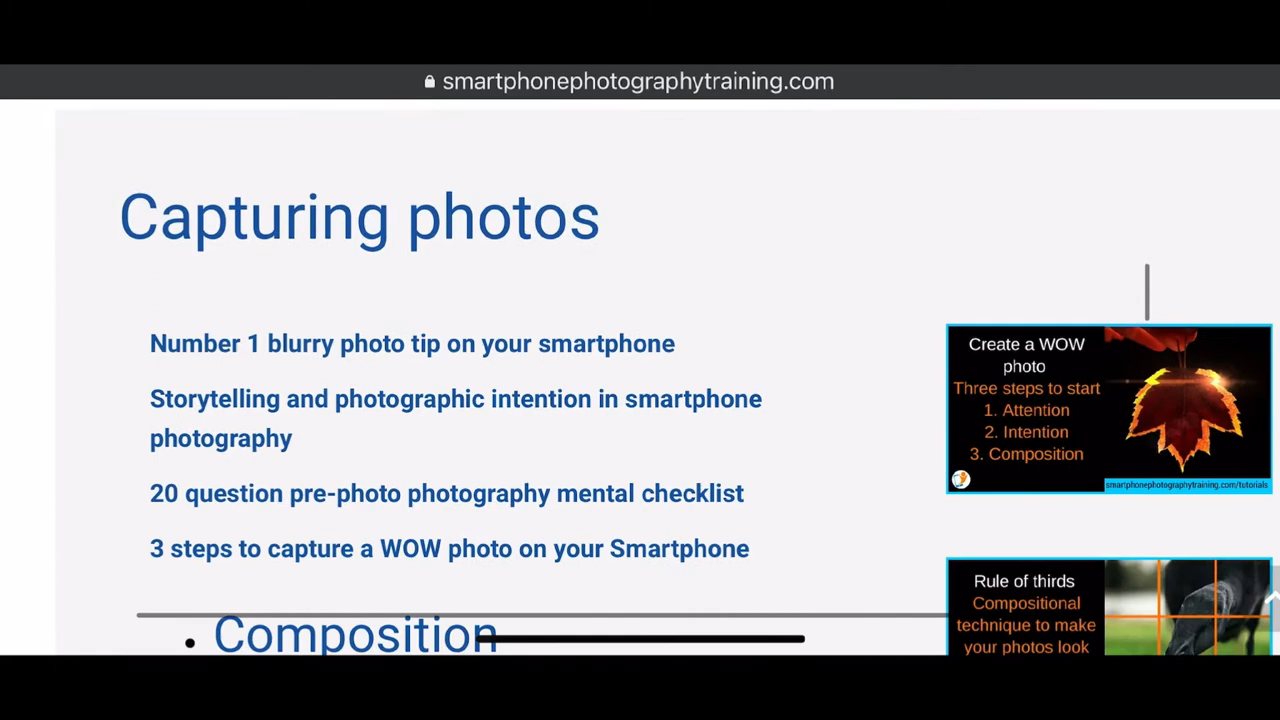 smartphonephotographytraining.com
Capturing photos
Number 1 blurry photo tip on your smartphone
Storytelling and photographic intention in smartphone
photography
20 question pre-photo photography mental checklist
3 steps to capture a WOW photo on your Smartphone
Composition
Create a WOW
photo
Three steps to start
1. Attention
2. Intention
3. Composition
smartphonephotographytraining.com/tutorials
Rule of thirds
Compositional
technique to make
your photos look